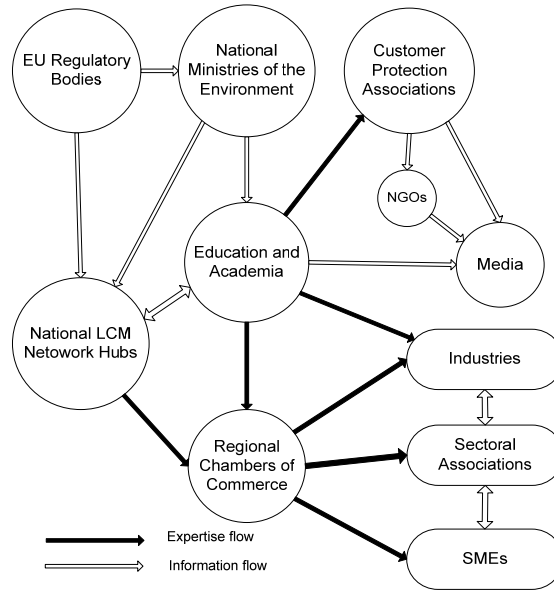 EU Regulatory
Bodies
National
Ministries of the
Environment
Customer
Protection
Associations
NGOs
Education and
Academia
Media
National LCM
Netowork Hubs
Industries
Regional
Chambers of
Commerce
Sectoral
Associations
SMEs
Expertise flow
Information flow